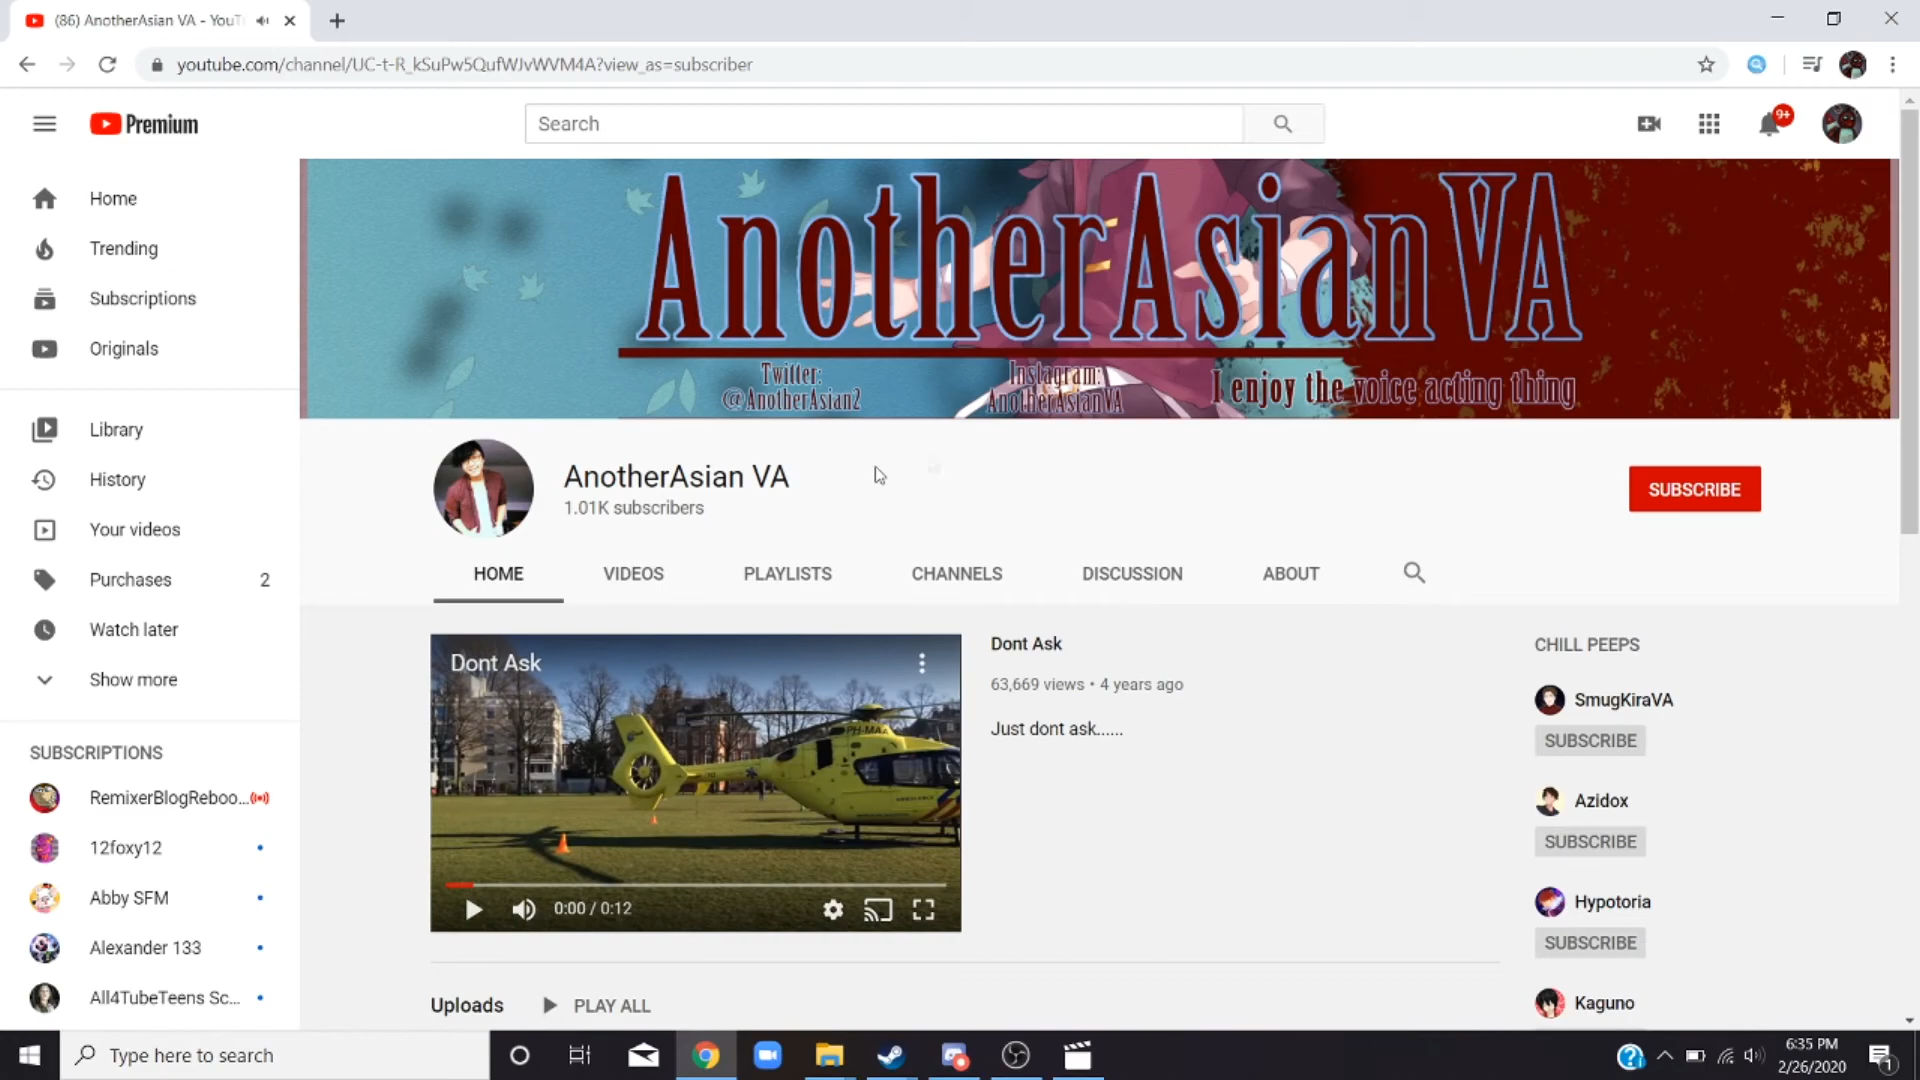 (86) AnotherAsian VA - YouT
youtube.com/channel/UC-t-R_kSuPw5QufWJvWVM4A?view_as=subscriber
Premium
Search
9+
Home
Trending
Subscriptions
Originals
Library
History
Your videos
Purchases 2
Watch later
Show more
SUBSCRIPTIONS
RemixerBlogReboo...
12foxy12
Abby SFM
Alexander 133
All4TubeTeens Sc...
AnotherAsianVA
Twitter:
@AnotherAsian2
Instagram:
AnotherAsianVA
I enjoy the voice acting thing
AnotherAsian VA
1.01K subscribers
SUBSCRIBE
HOME VIDEOS PLAYLISTS CHANNELS DISCUSSION ABOUT
Dont Ask
PH-MAA
0:00 / 0:12
Dont Ask
63,669 views • 4 years ago
Just dont ask......
CHILL PEEPS
SmugKiraVA
SUBSCRIBE
Azidox
SUBSCRIBE
Hypotoria
SUBSCRIBE
Kaguno
Uploads PLAY ALL
Type here to search
6:35 PM
2/26/2020
1